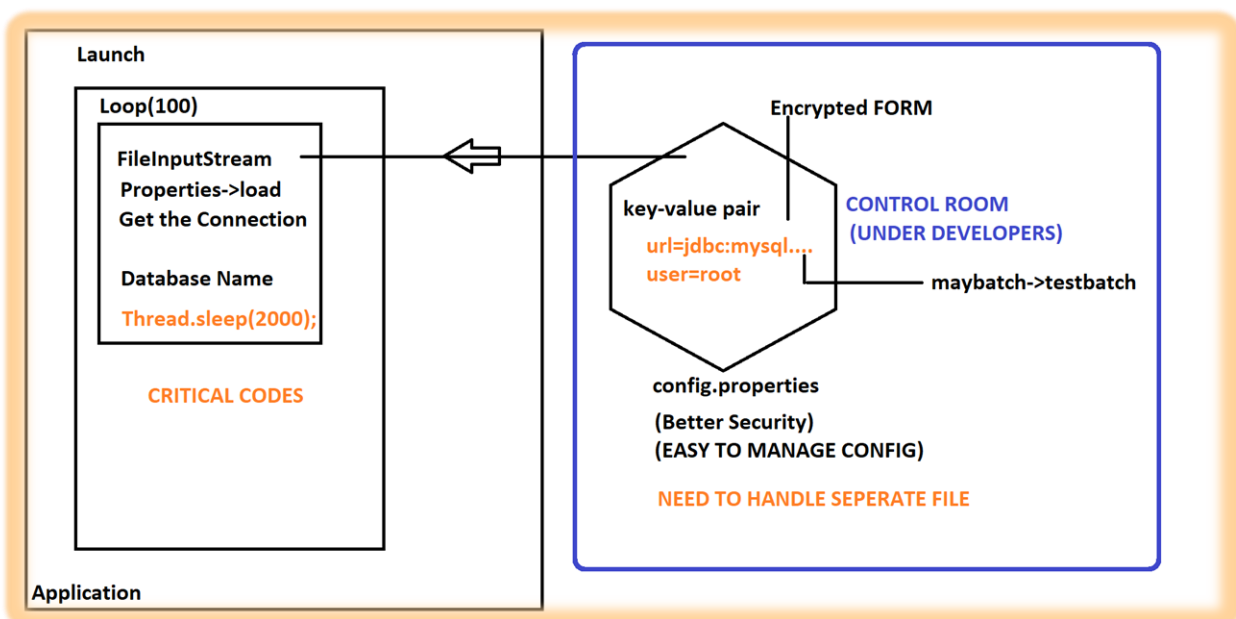 Launch
Loop(100)
FileInputStream
Properties->load
Get the Connection
Database Name
Thread.sleep(2000);
CRITICAL CODES
Application
Encrypted FORM
key-value pair
url=jdbc:mysql....
user=root
CONTROL ROOM
(UNDER DEVELOPERS)
maybatch->testbatch
config.properties
(Better Security)
(EASY TO MANAGE CONFIG)
NEED TO HANDLE SEPERATE FILE